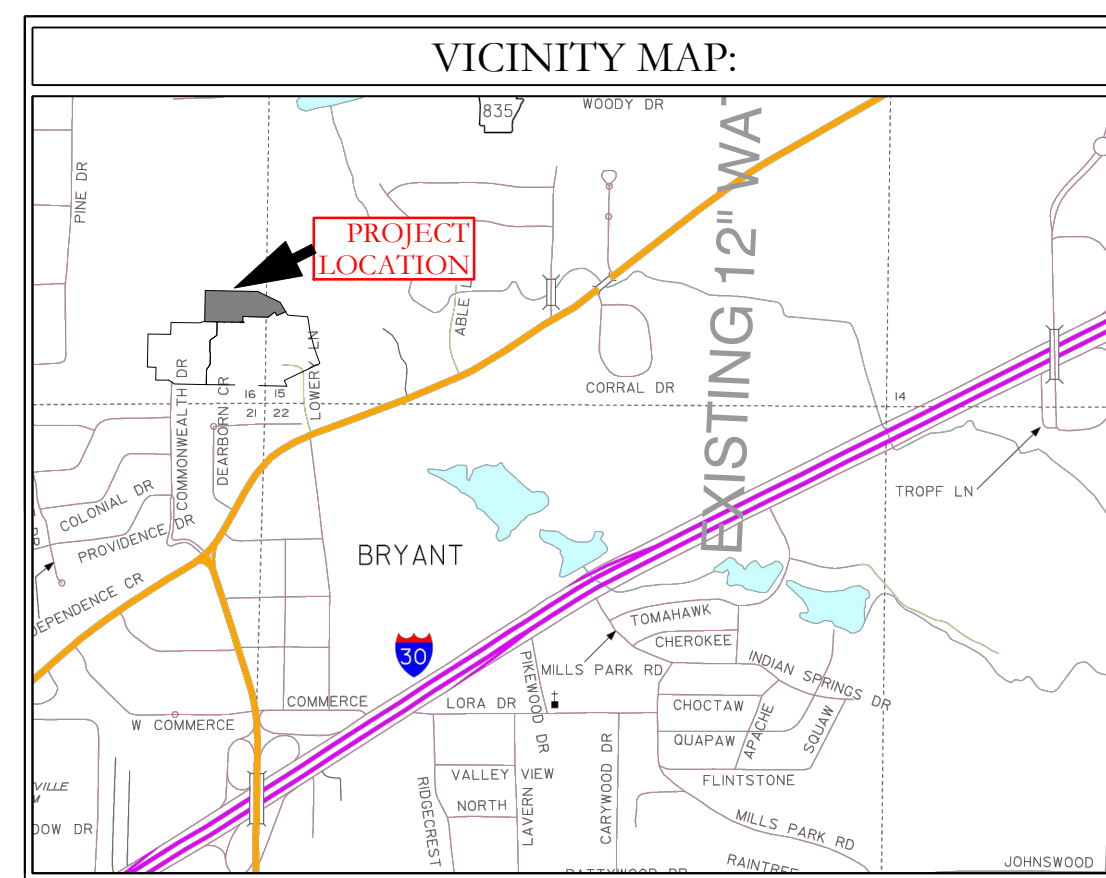 VICINITY MAP:
835
WOODY DR
EXISTING 12" WA
PINE DR
PROJECT
LOCATION
ABLE L
LOWERY LN
CORRAL DR
COMMONWEALTH DR
DEARBORN CR
16 15
21 22
14
TROPF LN
COLONIAL DR
PROVIDENCE DR
DEPENDENCE CR
BRYANT
30
TOMAHAWK
CHEROKEE
MILLS PARK RD
INDIAN SPRINGS DR
PIKEWOOD DR
COMMERCE
W COMMERCE
LORA DR
CHOCTAW
APACHE
SQUAW
QUAPAW
FLINTSTONE
VALLEY VIEW
NORTH
RIDGECREST
LAVERN
CARYWOOD DR
MILLS PARK RD
VILLE
M
DOW DR
RAINTREE
JOHNSWOOD